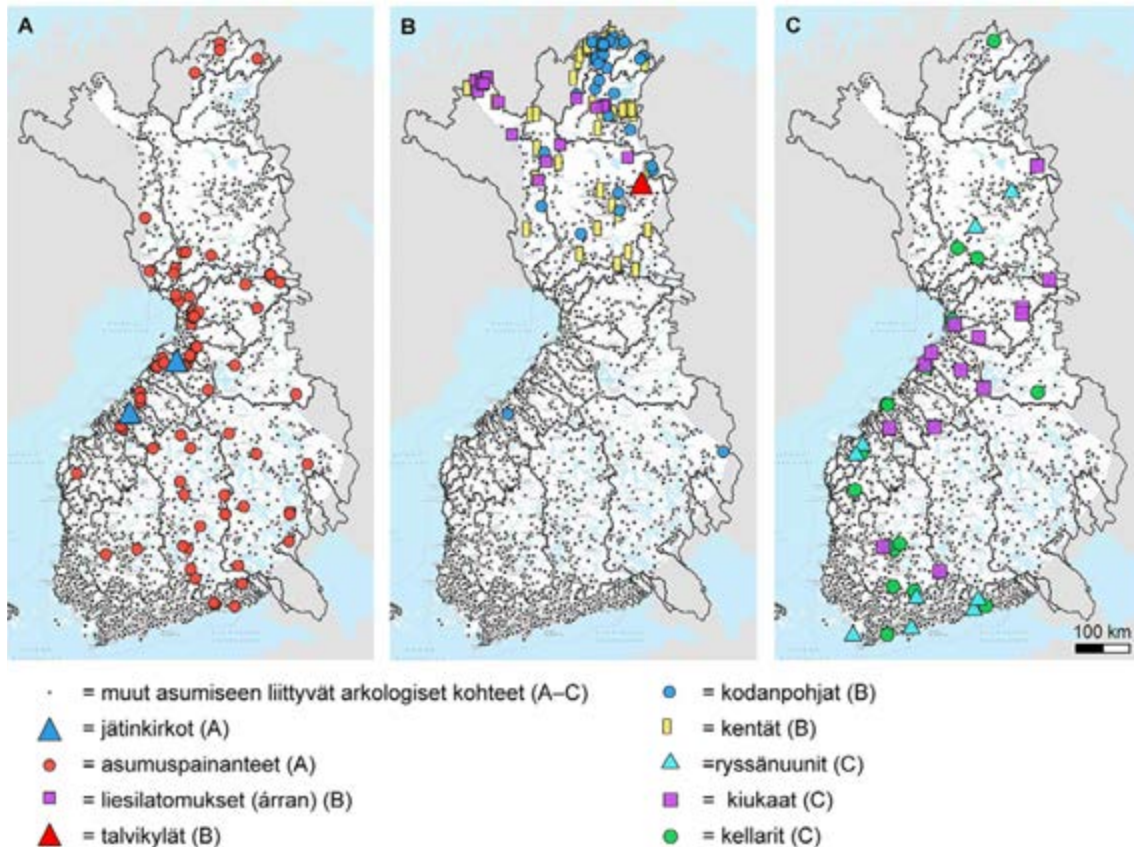 A
B
C
100 km
= muut asumiseen liittyvät arkologiset kohteet (A–C)
= jätinkirkot (A)
= asumuspainanteet (A)
= liesilatomukset (árran) (B)
= talvikylät (B)
= kodanpohjat (B)
= kentät (B)
=ryssänuunit (C)
= kiukaat (C)
= kellarit (C)